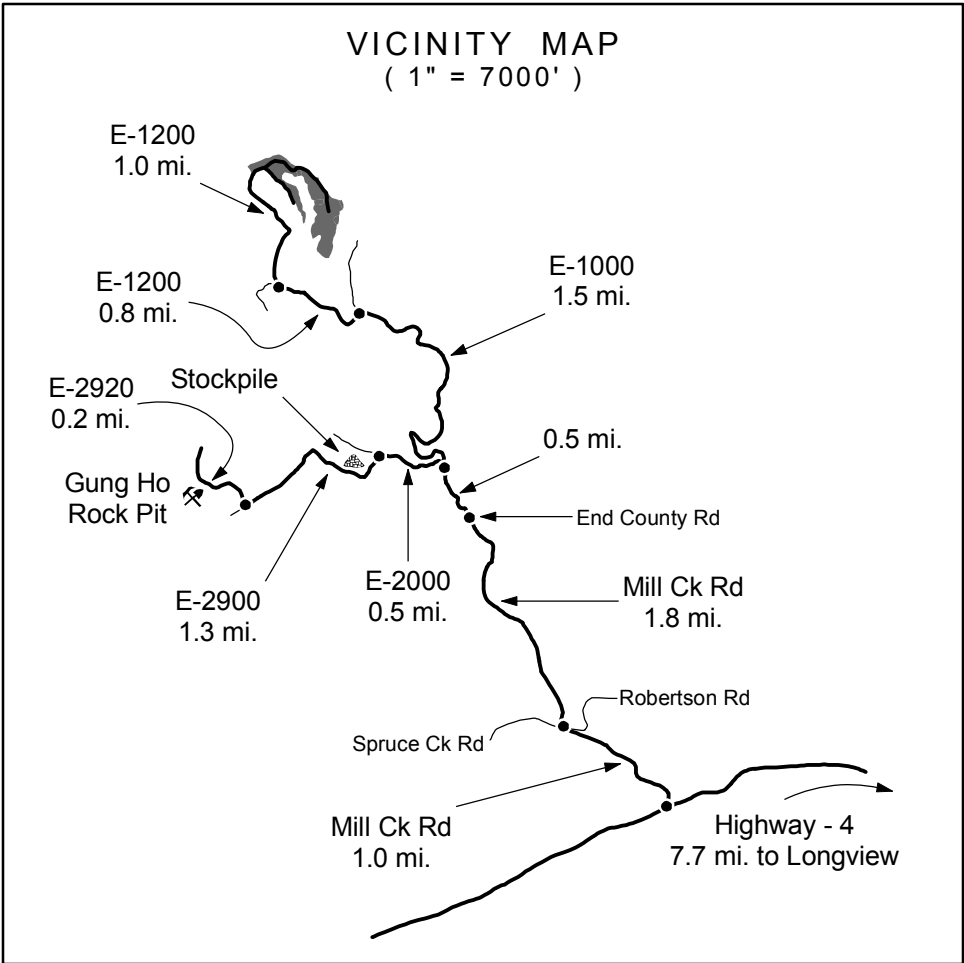 VICINITY MAP
( 1" = 7000' )
E-1200
1.0 mi.
E-1000
1.5 mi.
E-1200
0.8 mi.
Stockpile
E-2920
0.2 mi.
0.5 mi.
Gung Ho
Rock Pit
End County Rd
E-2000
0.5 mi.
E-2900
1.3 mi.
Mill Ck Rd
1.8 mi.
Robertson Rd
Spruce Ck Rd
Mill Ck Rd
1.0 mi.
Highway - 4
7.7 mi. to Longview